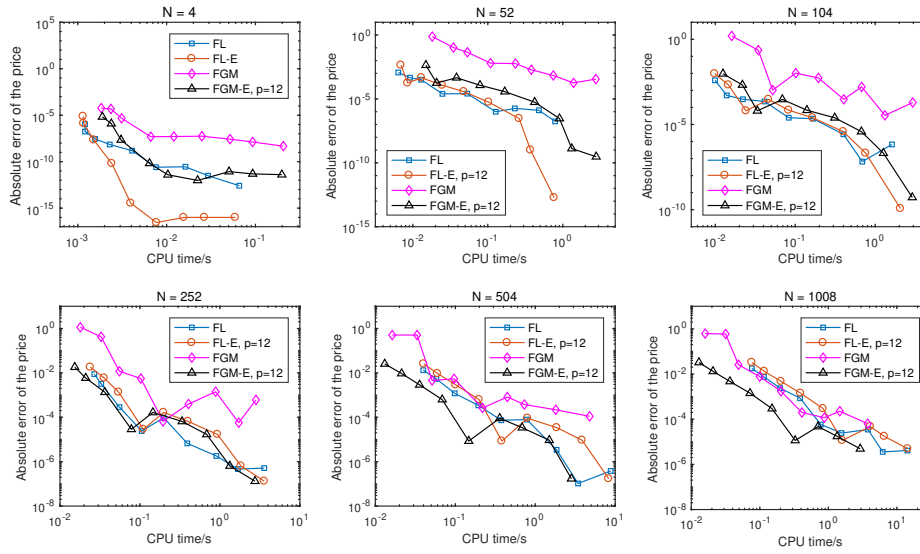 N = 4
10^5
10^0
10^-5
10^-10
10^-15
Absolute error of the price
FL
FL-E
FGM
FGM-E, p=12
10^-3
10^-2
10^-1
CPU time/s
N = 52
10^0
10^-5
10^-10
10^-15
Absolute error of the price
FL
FL-E, p=12
FGM
FGM-E, p=12
10^-2
10^-1
10^0
10^1
CPU time/s
N = 104
10^0
10^-5
10^-10
Absolute error of the price
FL
FL-E, p=12
FGM
FGM-E, p=12
10^-2
10^-1
10^0
CPU time/s
N = 252
10^0
10^-2
10^-4
10^-6
10^-8
Absolute error of the price
FL
FL-E, p=12
FGM
FGM-E, p=12
10^-2
10^-1
10^0
10^1
CPU time/s
N = 504
10^2
10^0
10^-2
10^-4
10^-6
10^-8
Absolute error of the price
FL
FL-E, p=12
FGM
FGM-E, p=12
10^-2
10^-1
10^0
10^1
CPU time/s
N = 1008
10^2
10^0
10^-2
10^-4
10^-6
10^-8
Absolute error of the price
FL
FL-E, p=12
FGM
FGM-E, p=12
10^-2
10^-1
10^0
10^1
CPU time/s